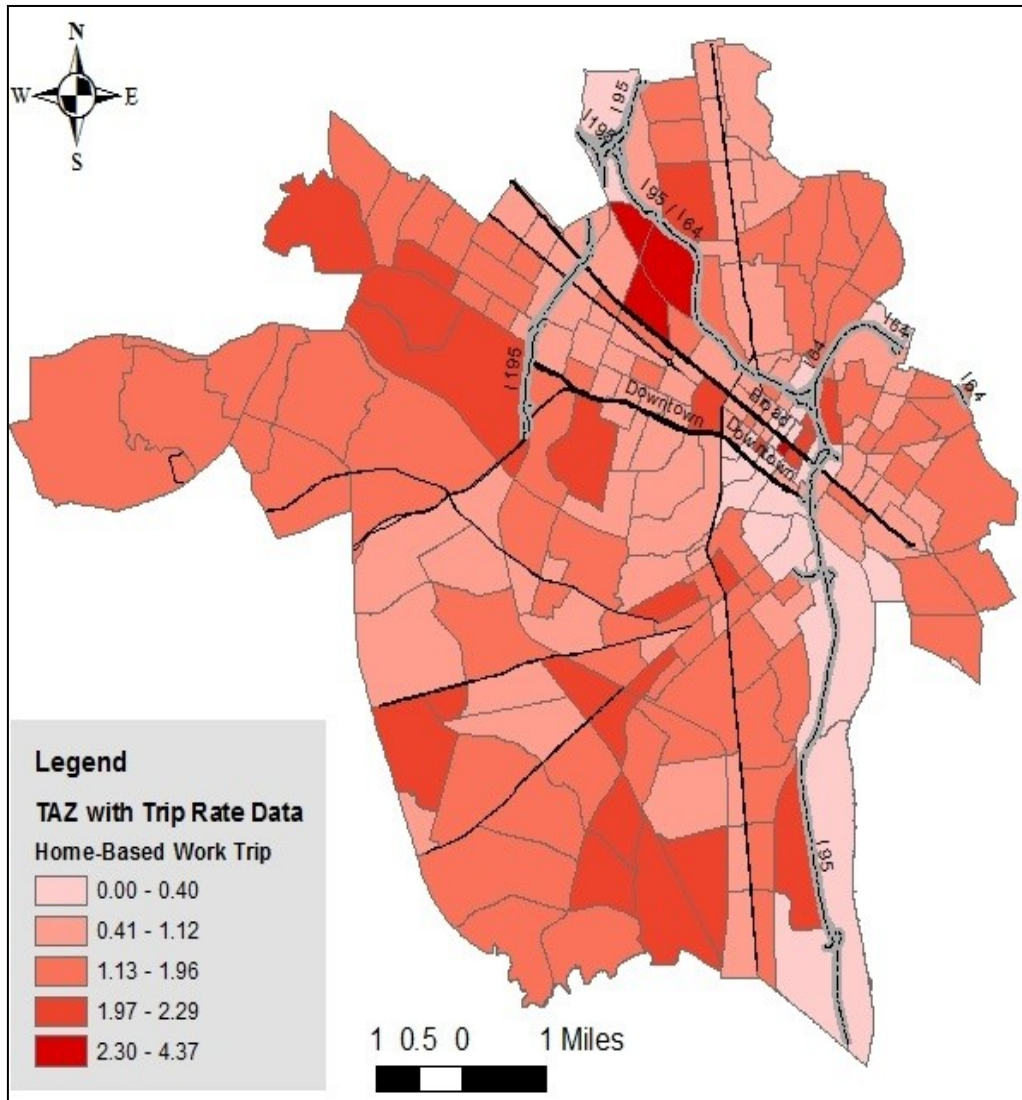 N
W E
S
I 95
I 195
I 95 / I 64
I 64
I 64
I 64
I 195
Broad
Downtown
Downtown
I 95
Legend
TAZ with Trip Rate Data
Home-Based Work Trip
0.00 - 0.40
0.41 - 1.12
1.13 - 1.96
1.97 - 2.29
2.30 - 4.37
1 0.5 0 1 Miles